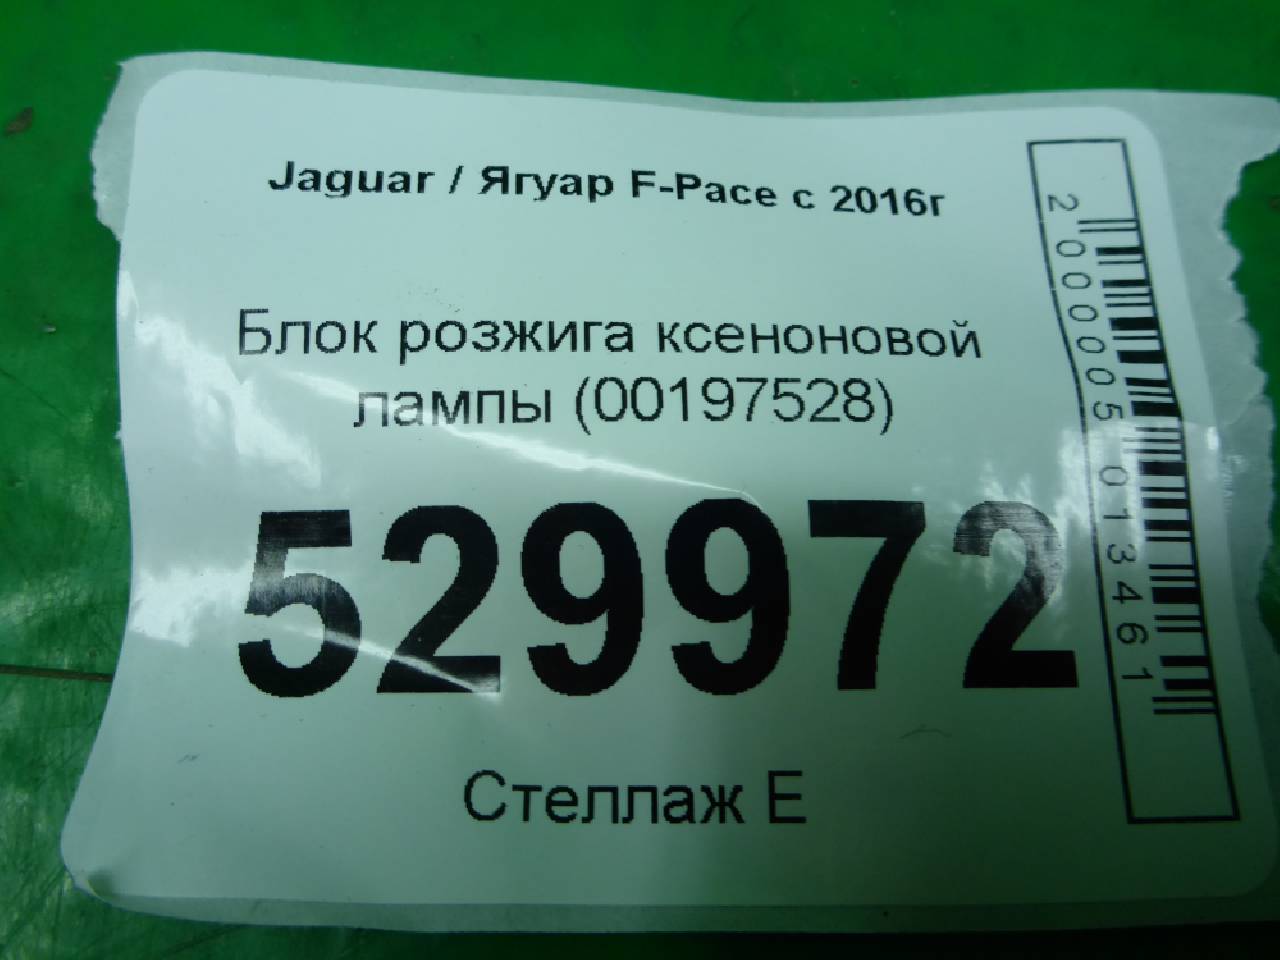 Jaguar / Ягуар F-Pace с 2016г
Блок розжига ксеноновой
лампы (00197528)
529972
Стеллаж Е
2000005013461